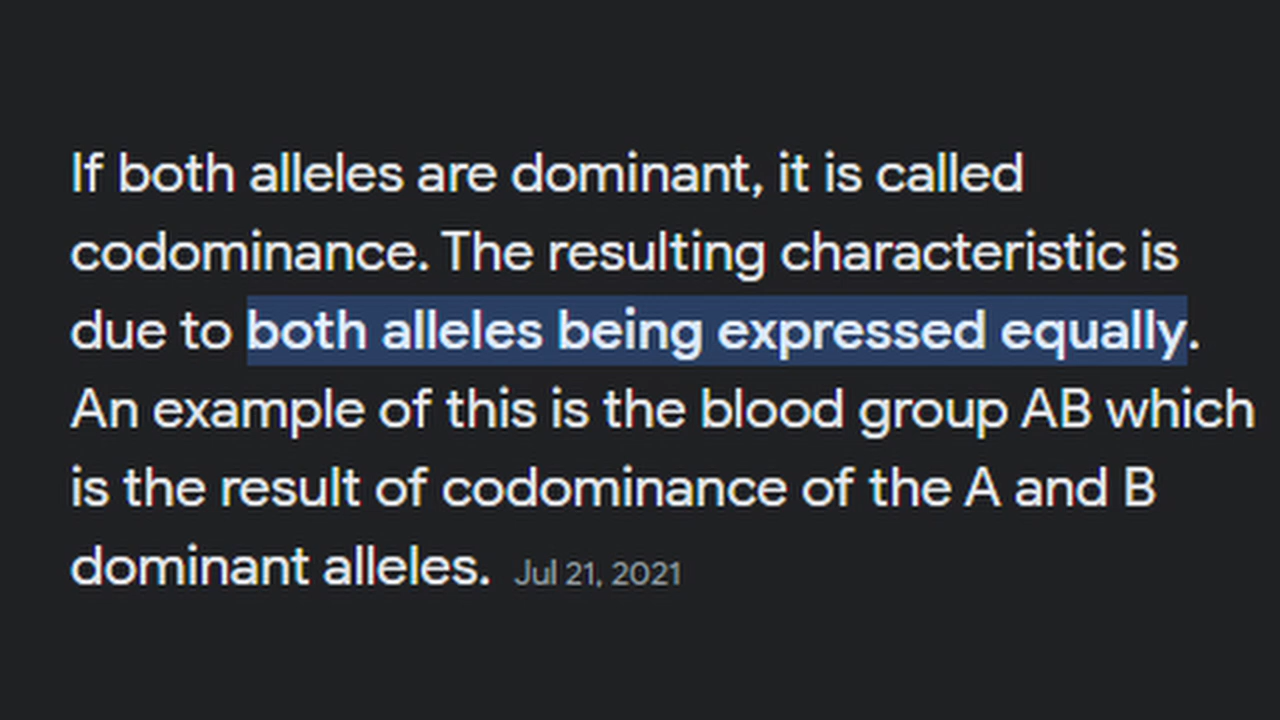 If both alleles are dominant, it is called
codominance. The resulting characteristic is
due to both alleles being expressed equally.
An example of this is the blood group AB which
is the result of codominance of the A and B
dominant alleles. Jul 21, 2021